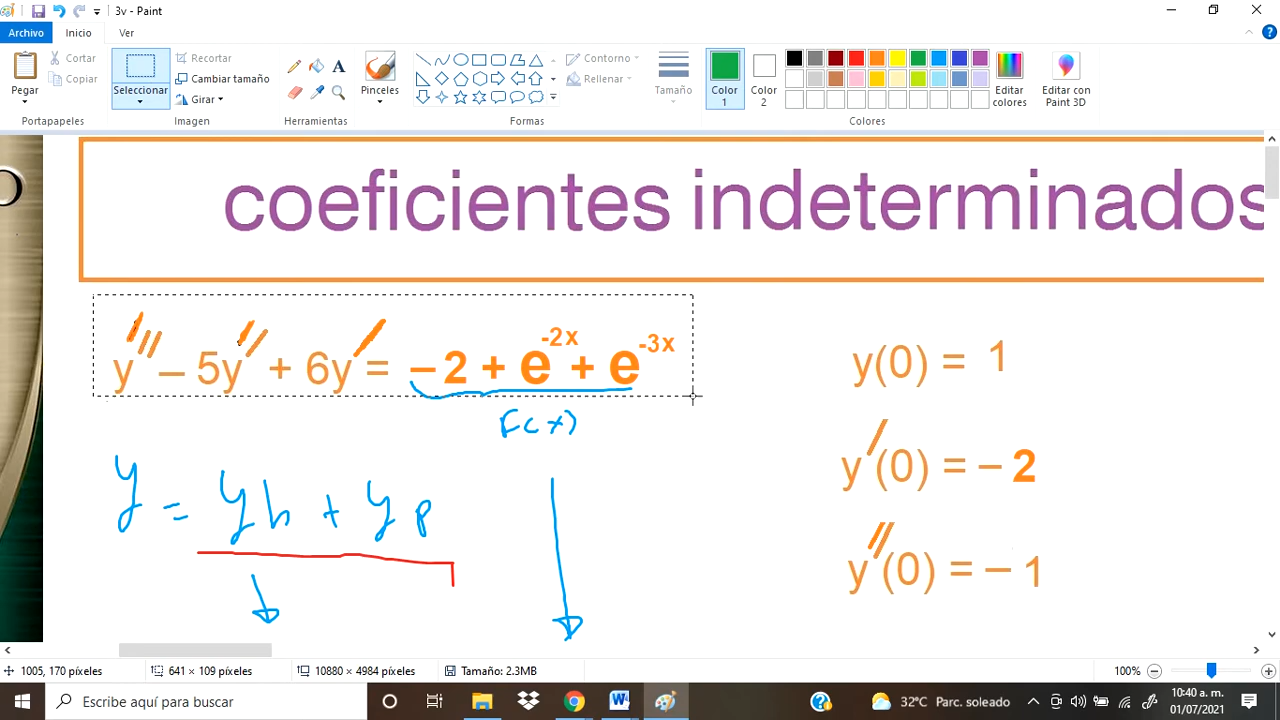 3v - Paint
Archivo Inicio Ver
Pegar
Cortar
Copiar
Portapapeles
Seleccionar
Recortar
Cambiar tamaño
Girar
Imagen
A
Herramientas
Pinceles
Contorno
Rellenar
Formas
Tamaño
Color 1
Color 2
Editar colores
Editar con Paint 3D
Colores
coeficientes indeterminados
y''' – 5y'' + 6y' = – 2 + e^-2x + e^-3x
F(x)
y = yh + yp
y(0) = 1
y'(0) = – 2
y''(0) = – 1
1005, 170 píxeles 641 × 109 píxeles 10880 × 4984 píxeles Tamaño: 2.3MB 100%
Escribe aquí para buscar
32°C Parc. soleado
10:40 a. m.
01/07/2021